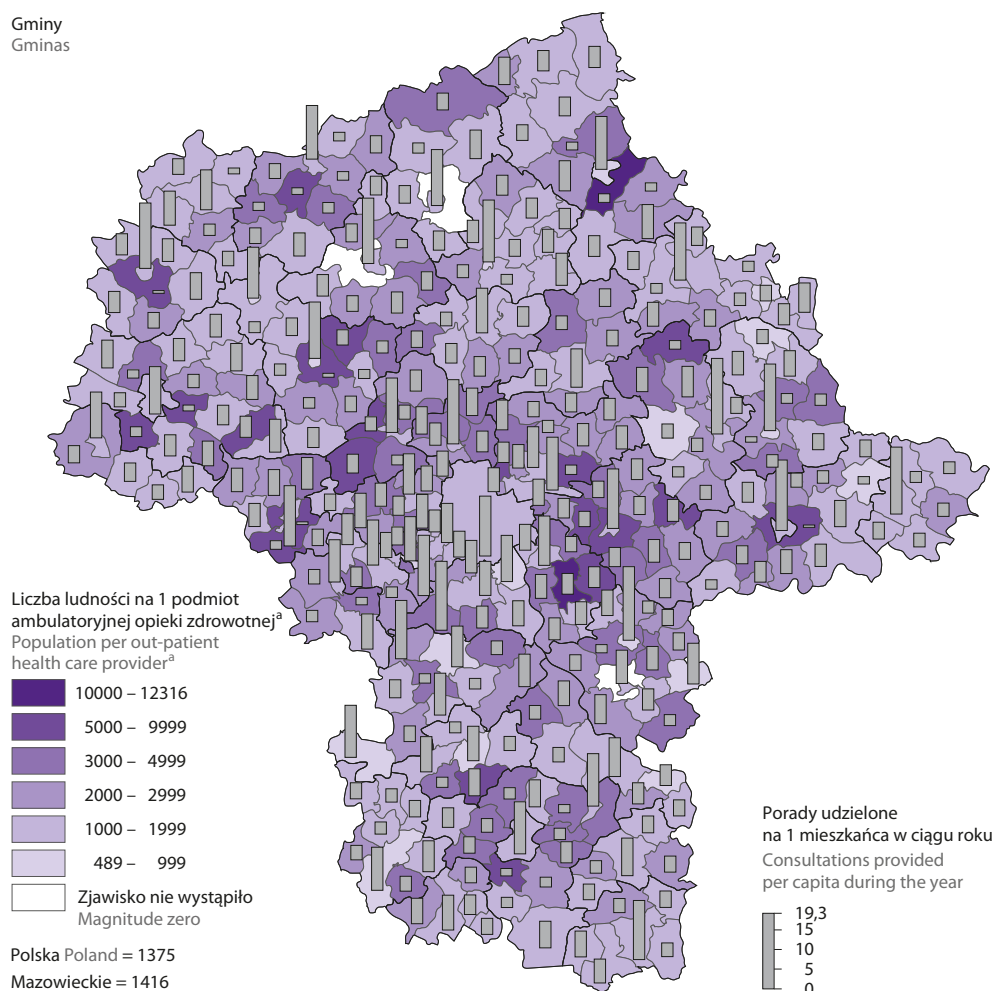 Gminy
Gminas
Liczba ludności na 1 podmiot
ambulatoryjnej opieki zdrowotnejᵃ
Population per out-patient
health care providerᵃ
10000 – 12316
5000 – 9999
3000 – 4999
2000 – 2999
1000 – 1999
489 – 999
Zjawisko nie wystąpiło
Magnitude zero
Polska Poland = 1375
Mazowieckie = 1416
Porady udzielone
na 1 mieszkańca w ciągu roku
Consultations provided
per capita during the year
19,3
15
10
5
0